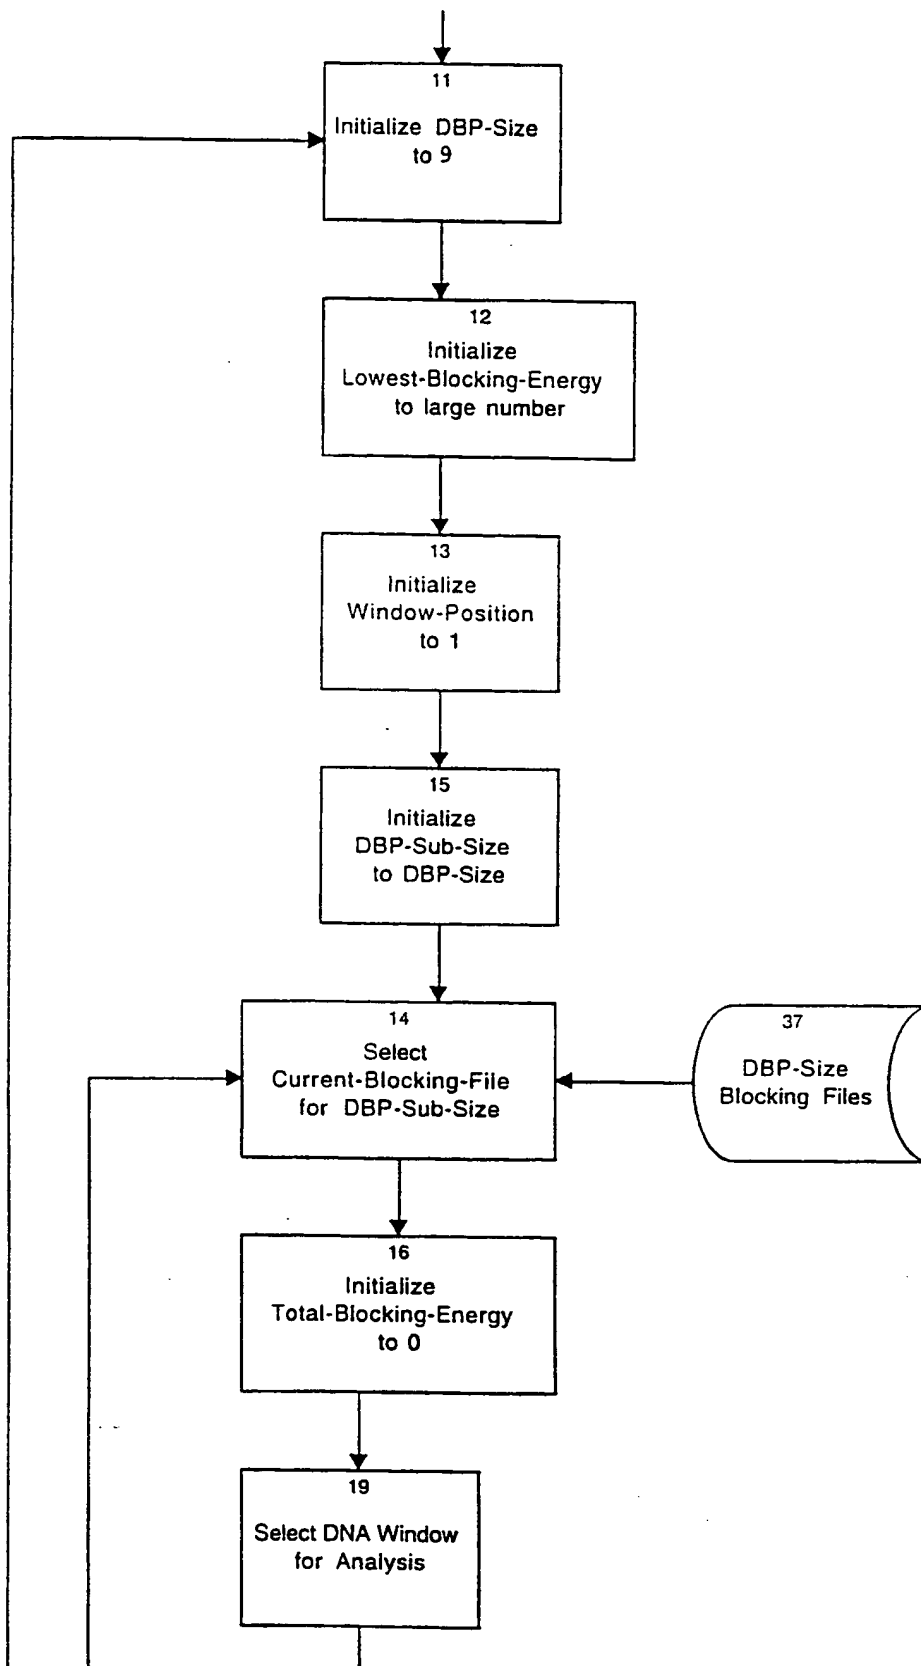 11
Initialize DBP-Size
to 9
12
Initialize
Lowest-Blocking-Energy
to large number
13
Initialize
Window-Position
to 1
15
Initialize
DBP-Sub-Size
to DBP-Size
14
Select
Current-Blocking-File
for DBP-Sub-Size
37
DBP-Size
Blocking Files
16
Initialize
Total-Blocking-Energy
to 0
19
Select DNA Window
for Analysis